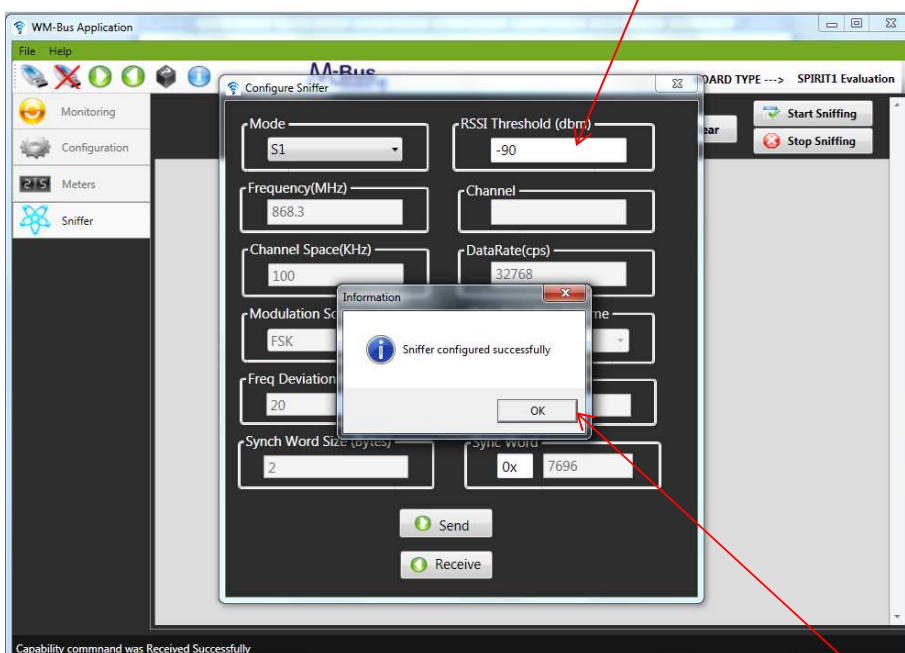 WM-Bus Application
File Help
M-Bus
DARD TYPE ---> SPIRIT1 Evaluation
Configure Sniffer
Monitoring
Configuration
Meters
Sniffer
ear
Start Sniffing
Stop Sniffing
Mode
S1
RSSI Threshold (dbm)
-90
Frequency(MHz)
868.3
Channel
Channel Space(KHz)
100
DataRate(cps)
32768
Information
Sniffer configured successfully
OK
Modulation Sc
FSK
me
Freq Deviation
20
Synch Word Size (Bytes)
2
Sync Word
0x 7696
Send
Receive
Capability commnand was Received Successfully